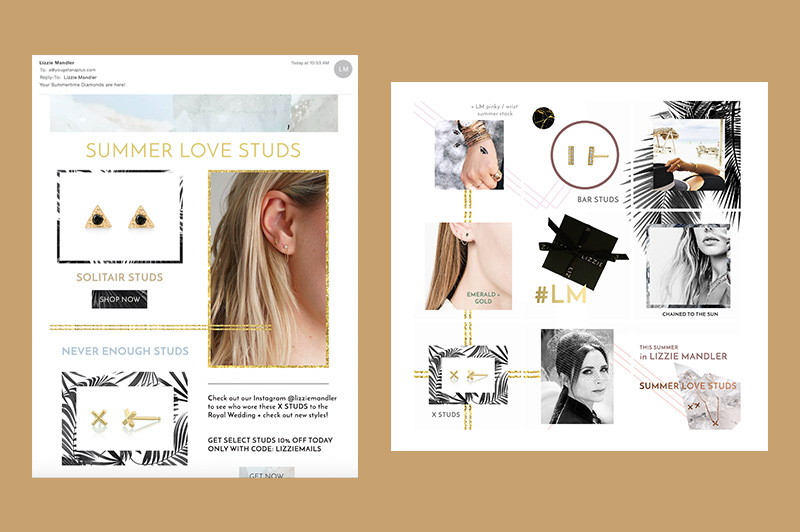 Lizzie Mandler
Today at 10:53 AM
LM
To: a@yougetanaplus.com
Reply-To: Lizzie Mandler
Your Summertime Diamonds are here!
SUMMER LOVE STUDS
SOLITAIR STUDS
SHOP NOW
NEVER ENOUGH STUDS
Check out our Instagram @lizziemandler
to see who wore these X STUDS to the
Royal Wedding + check out new styles!
GET SELECT STUDS 10% OFF TODAY
ONLY WITH CODE: LIZZIEMAILS
GET NOW
+ LM pinky / wrist
summer stack
BAR STUDS
EMERALD +
GOLD
LIZZIE
#LM
CHAINED TO THE SUN
X STUDS
THIS SUMMER
in LIZZIE MANDLER
SUMMER LOVE STUDS